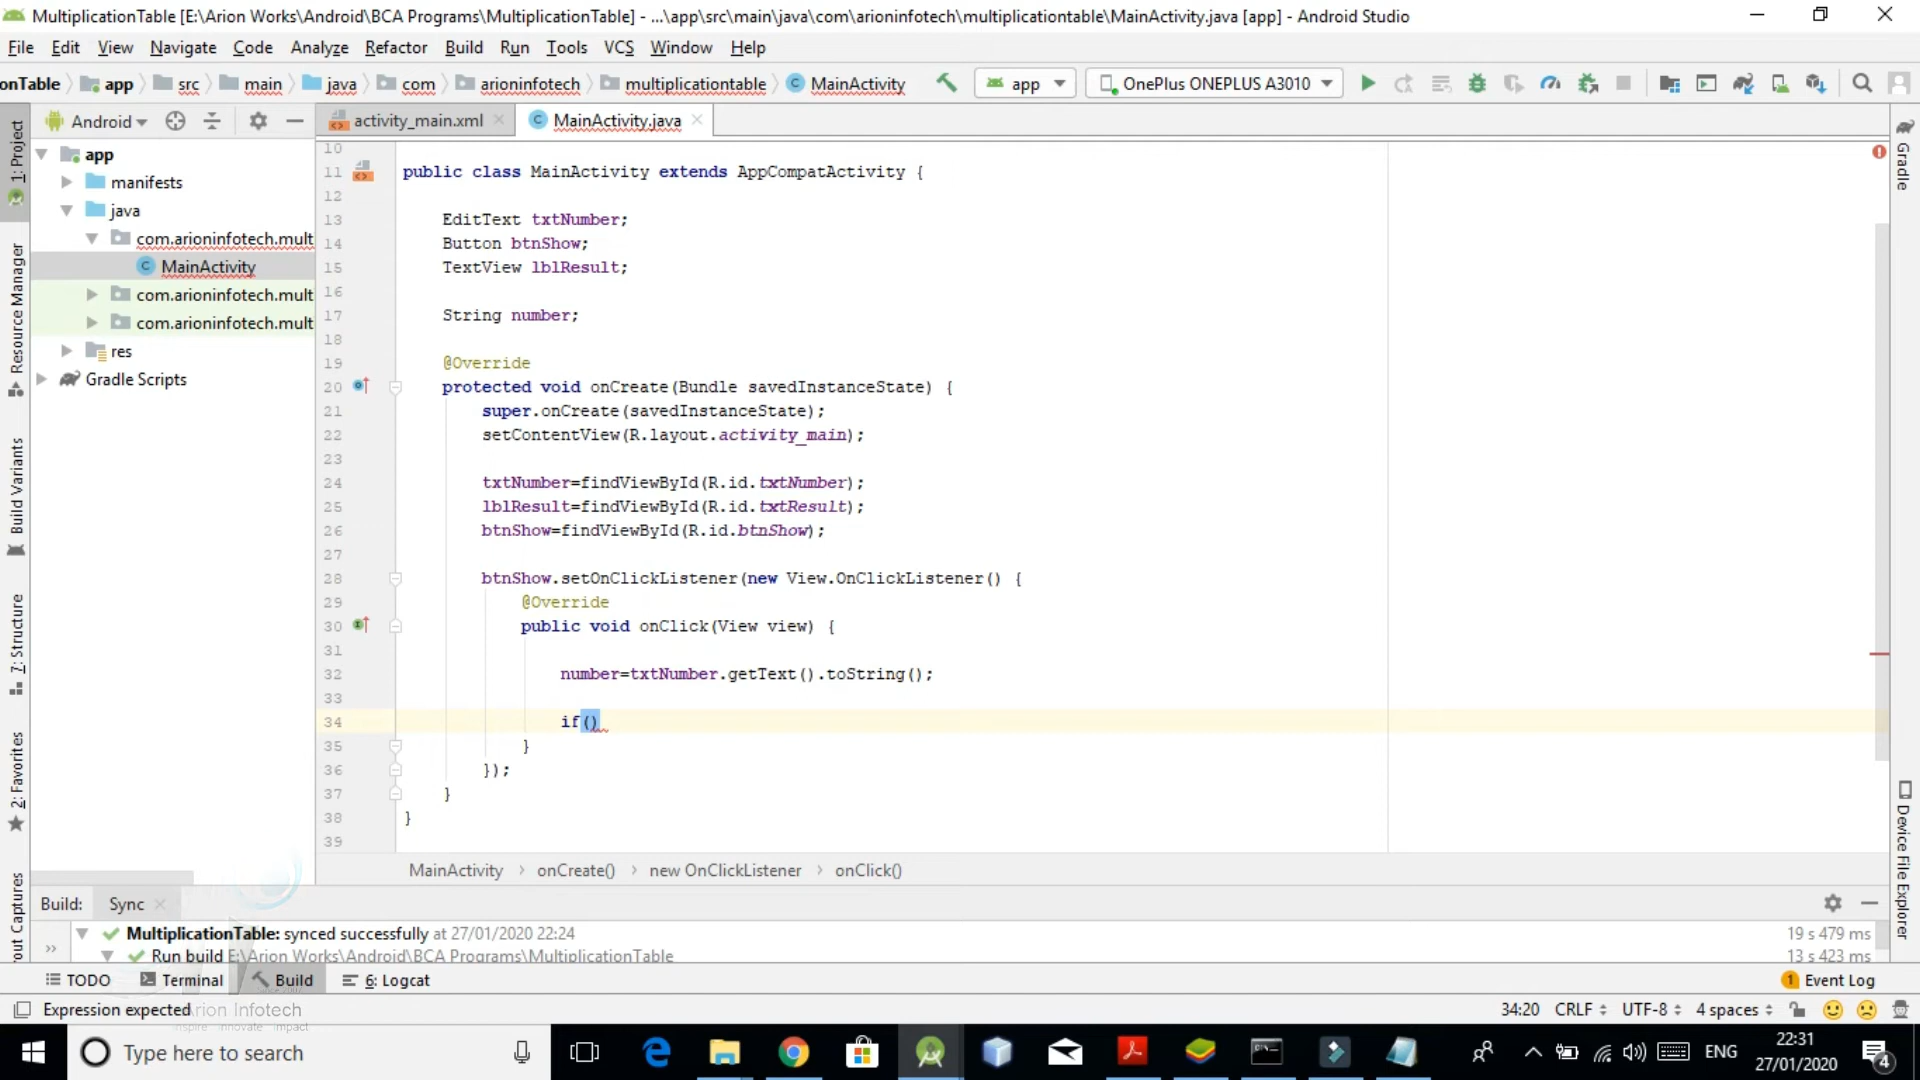 MultiplicationTable [E:\Arion Works\Android\BCA Programs\MultiplicationTable] - ...\app\src\main\java\com\arioninfotech\multiplicationtable\MainActivity.java [app] - Android Studio
File Edit View Navigate Code Analyze Refactor Build Run Tools VCS Window Help
onTable app src main java com arioninfotech multiplicationtable MainActivity app OnePlus ONEPLUS A3010
1: Project
Resource Manager
Build Variants
7: Structure
2: Favorites
out Captures
Android
app
manifests
java
com.arioninfotech.mult
MainActivity
com.arioninfotech.mult
com.arioninfotech.mult
res
Gradle Scripts
activity_main.xml MainActivity.java
10
11 public class MainActivity extends AppCompatActivity {
12
13 EditText txtNumber;
14 Button btnShow;
15 TextView lblResult;
16
17 String number;
18
19 @Override
20 protected void onCreate(Bundle savedInstanceState) {
21 super.onCreate(savedInstanceState);
22 setContentView(R.layout.activity_main);
23
24 txtNumber=findViewById(R.id.txtNumber);
25 lblResult=findViewById(R.id.txtResult);
26 btnShow=findViewById(R.id.btnShow);
27
28 btnShow.setOnClickListener(new View.OnClickListener() {
29 @Override
30 public void onClick(View view) {
31
32 number=txtNumber.getText().toString();
33
34 if()
35 }
36 });
37 }
38 }
39
MainActivity › onCreate() › new OnClickListener › onClick()
Gradle
Device File Explorer
Build: Sync
MultiplicationTable: synced successfully at 27/01/2020 22:24 19 s 479 ms
Run build E:\Arion Works\Android\BCA Programs\MultiplicationTable 13 s 423 ms
TODO Terminal Build 6: Logcat 1 Event Log
Expression expected Arion Infotech 34:20 CRLF UTF-8 4 spaces
inspire innovate impact
Type here to search ENG 22:31
27/01/2020 4